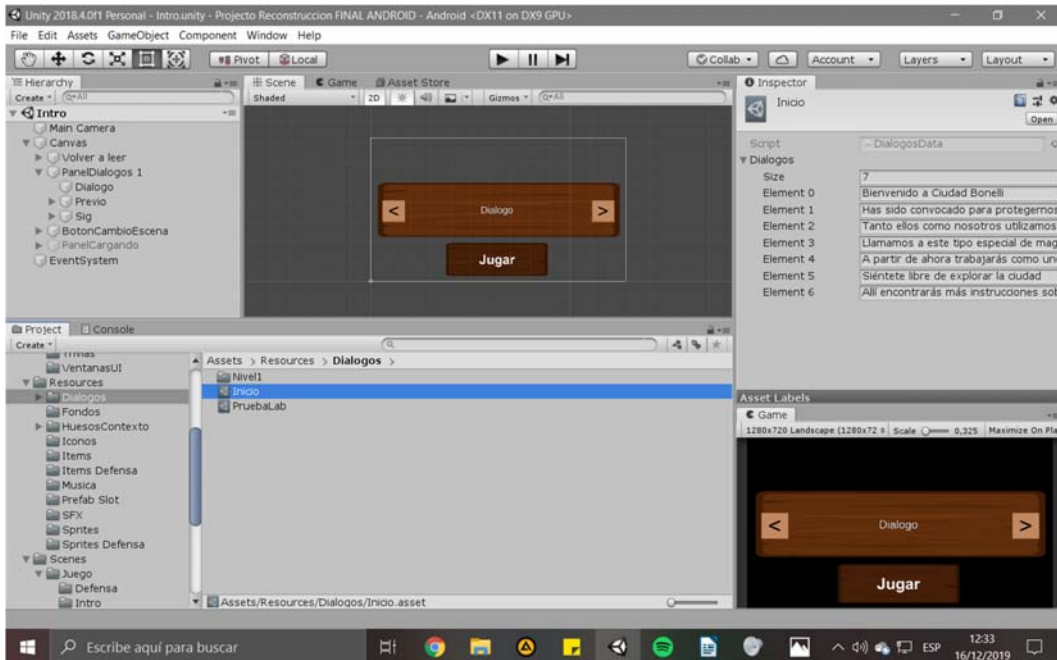 Unity 2018.4.0f1 Personal - Intro.unity - Projecto Reconstruccion FINAL ANDROID - Android <DX11 on DX9 GPU>
File Edit Assets GameObject Component Window Help
Pivot Local Collab Account Layers Layout
Hierarchy
Create All
Intro
Main Camera
Canvas
Volver a leer
PanelDialogos 1
Dialogo
Previo
Sig
BotonCambioEscena
PanelCargando
EventSystem
Scene Game Asset Store
Shaded 2D Gizmos All
< Dialogo >
Jugar
Inspector
Inicio
Open
Script DialogosData
Dialogos
Size 7
Element 0 Bienvenido a Ciudad Bonelli
Element 1 Has sido convocado para protegernos
Element 2 Tanto ellos como nosotros utilizamos
Element 3 Llamamos a este tipo especial de mag
Element 4 A partir de ahora trabajarás como un
Element 5 Siéntete libre de explorar la ciudad
Element 6 Allí encontrarás más instrucciones sob
Project Console
Create
Trivias
VentanasUI
Resources
Dialogos
Fondos
HuesosContexto
Iconos
Items
Items Defensa
Musica
Prefab Slot
SFX
Sprites
Sprites Defensa
Scenes
Juego
Defensa
Intro
Assets > Resources > Dialogos >
Nivel1
Inicio
PruebaLab
Assets/Resources/Dialogos/Inicio.asset
Asset Labels
Game
1280x720 Landscape (1280x72 Scale 0,325 Maximize On Pla
< Dialogo >
Jugar
Escribe aquí para buscar
ESP
12:33
16/12/2019